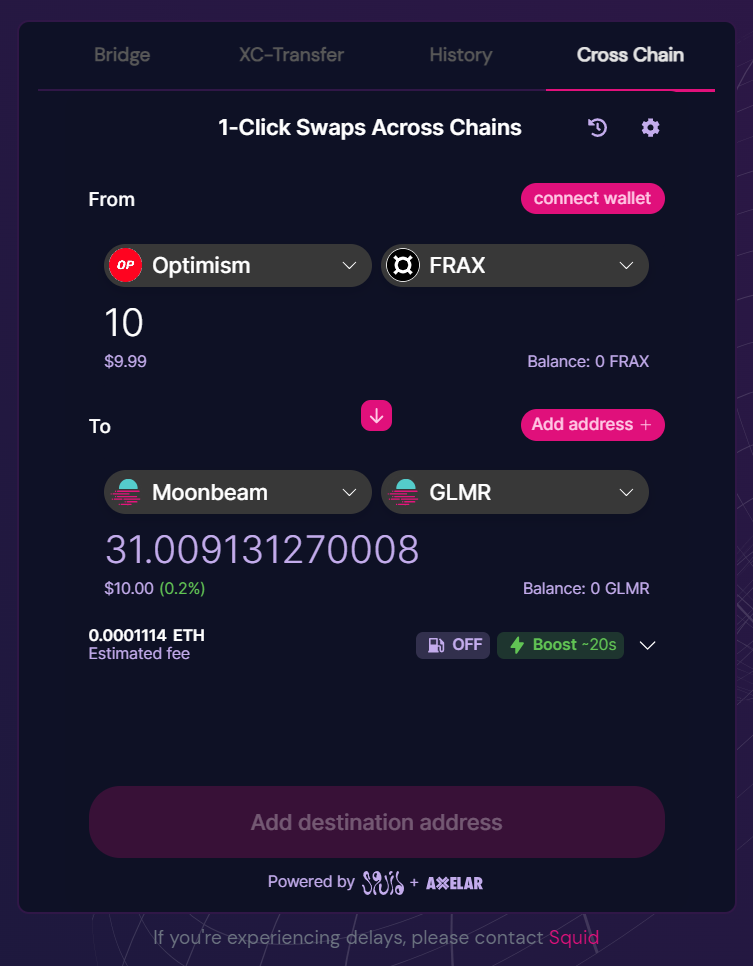 Bridge XC-Transfer History Cross Chain
1-Click Swaps Across Chains
From connect wallet
OP Optimism FRAX
10
$9.99 Balance: 0 FRAX
To Add address +
Moonbeam GLMR
31.009131270008
$10.00 (0.2%) Balance: 0 GLMR
0.0001114 ETH OFF Boost ~20s
Estimated fee
Add destination address
Powered by Squid + AXELAR
If you're experiencing delays, please contact Squid